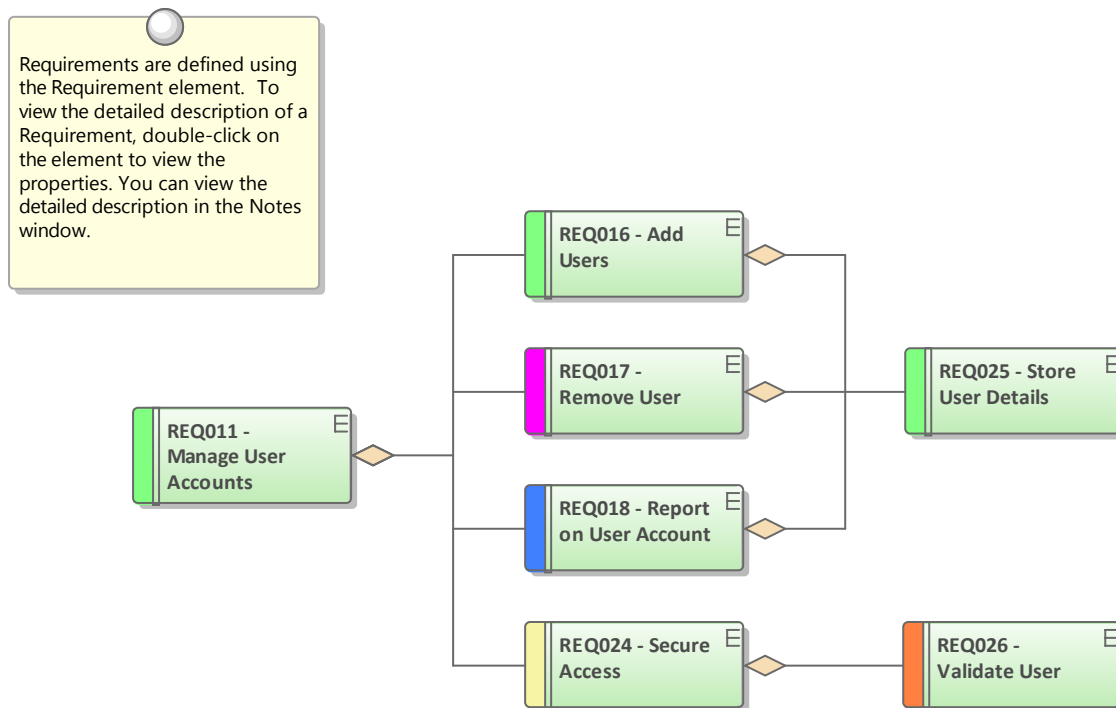 Requirements are defined using
the Requirement element.  To
view the detailed description of a
Requirement, double-click on
the element to view the
properties. You can view the
detailed description in the Notes
window.
REQ016 - Add
Users
REQ017 -
Remove User
REQ025 - Store
User Details
REQ011 -
Manage User
Accounts
REQ018 - Report
on User Account
REQ024 - Secure
Access
REQ026 -
Validate User